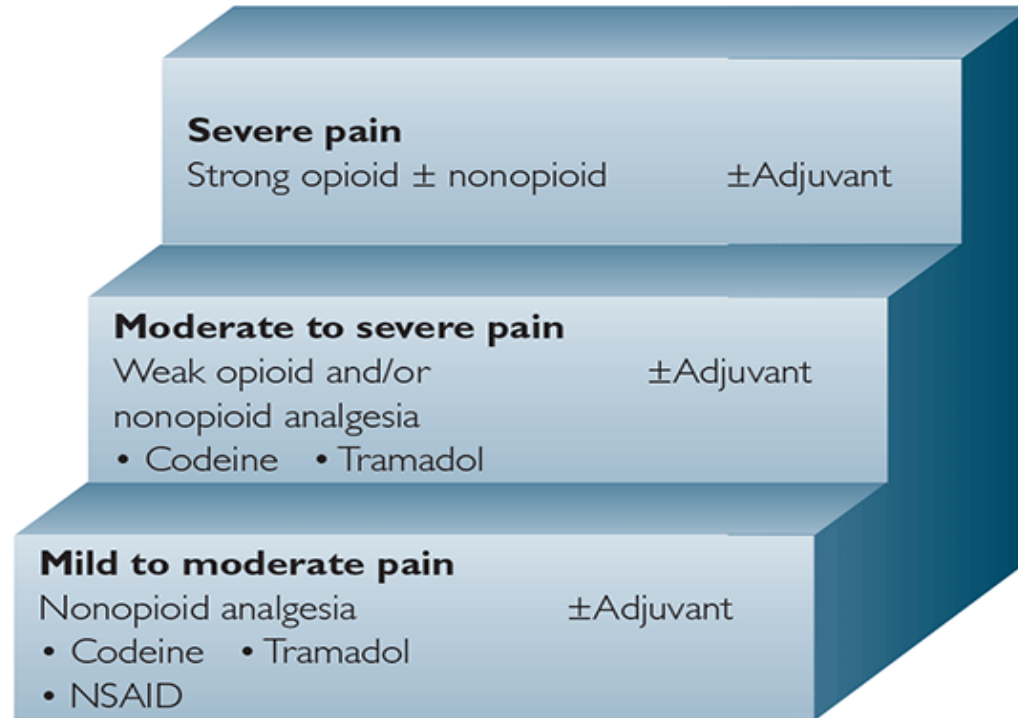 Severe pain
Strong opioid ± nonopioid ±Adjuvant
Moderate to severe pain
Weak opioid and/or ±Adjuvant
nonopioid analgesia
• Codeine • Tramadol
Mild to moderate pain
Nonopioid analgesia ±Adjuvant
• Codeine • Tramadol
• NSAID